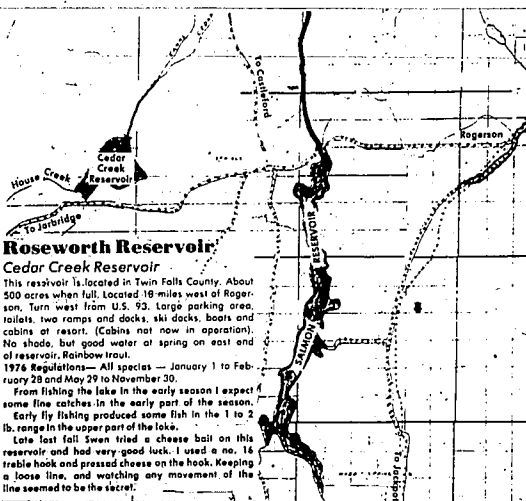 To Castleford
Rogerson
Cedar
Creek
Reservoir
House Creek
To Jarbridge
RESERVOIR
SALMON
To Jackpot
Roseworth Reservoir
Cedar Creek Reservoir
This reservoir is located in Twin Falls County. About
500 acres when full. Located 18 miles west of Roger-
son, Turn west from U.S. 93. Large parking area,
toilets, two ramps and docks, ski docks, boats and
cabins at resort. (Cabins not now in operation).
No shade, but good water at spring on east end
of reservoir, Rainbow trout.
1976 Regulations— All species — January 1 to Feb-
ruary 28 and May 29 to November 30.
From fishing the lake in the early season I expect
some fine catches in the early part of the season.
Early fly fishing produced some fish in the 1 to 2
lb. range in the upper part of the lake.
Late last fall Swen tried a cheese bait on this
reservoir and had very good luck. I used a no. 16
treble hook and pressed cheese on the hook. Keeping
a loose line, and watching any movement of the
line seemed to be the secret.